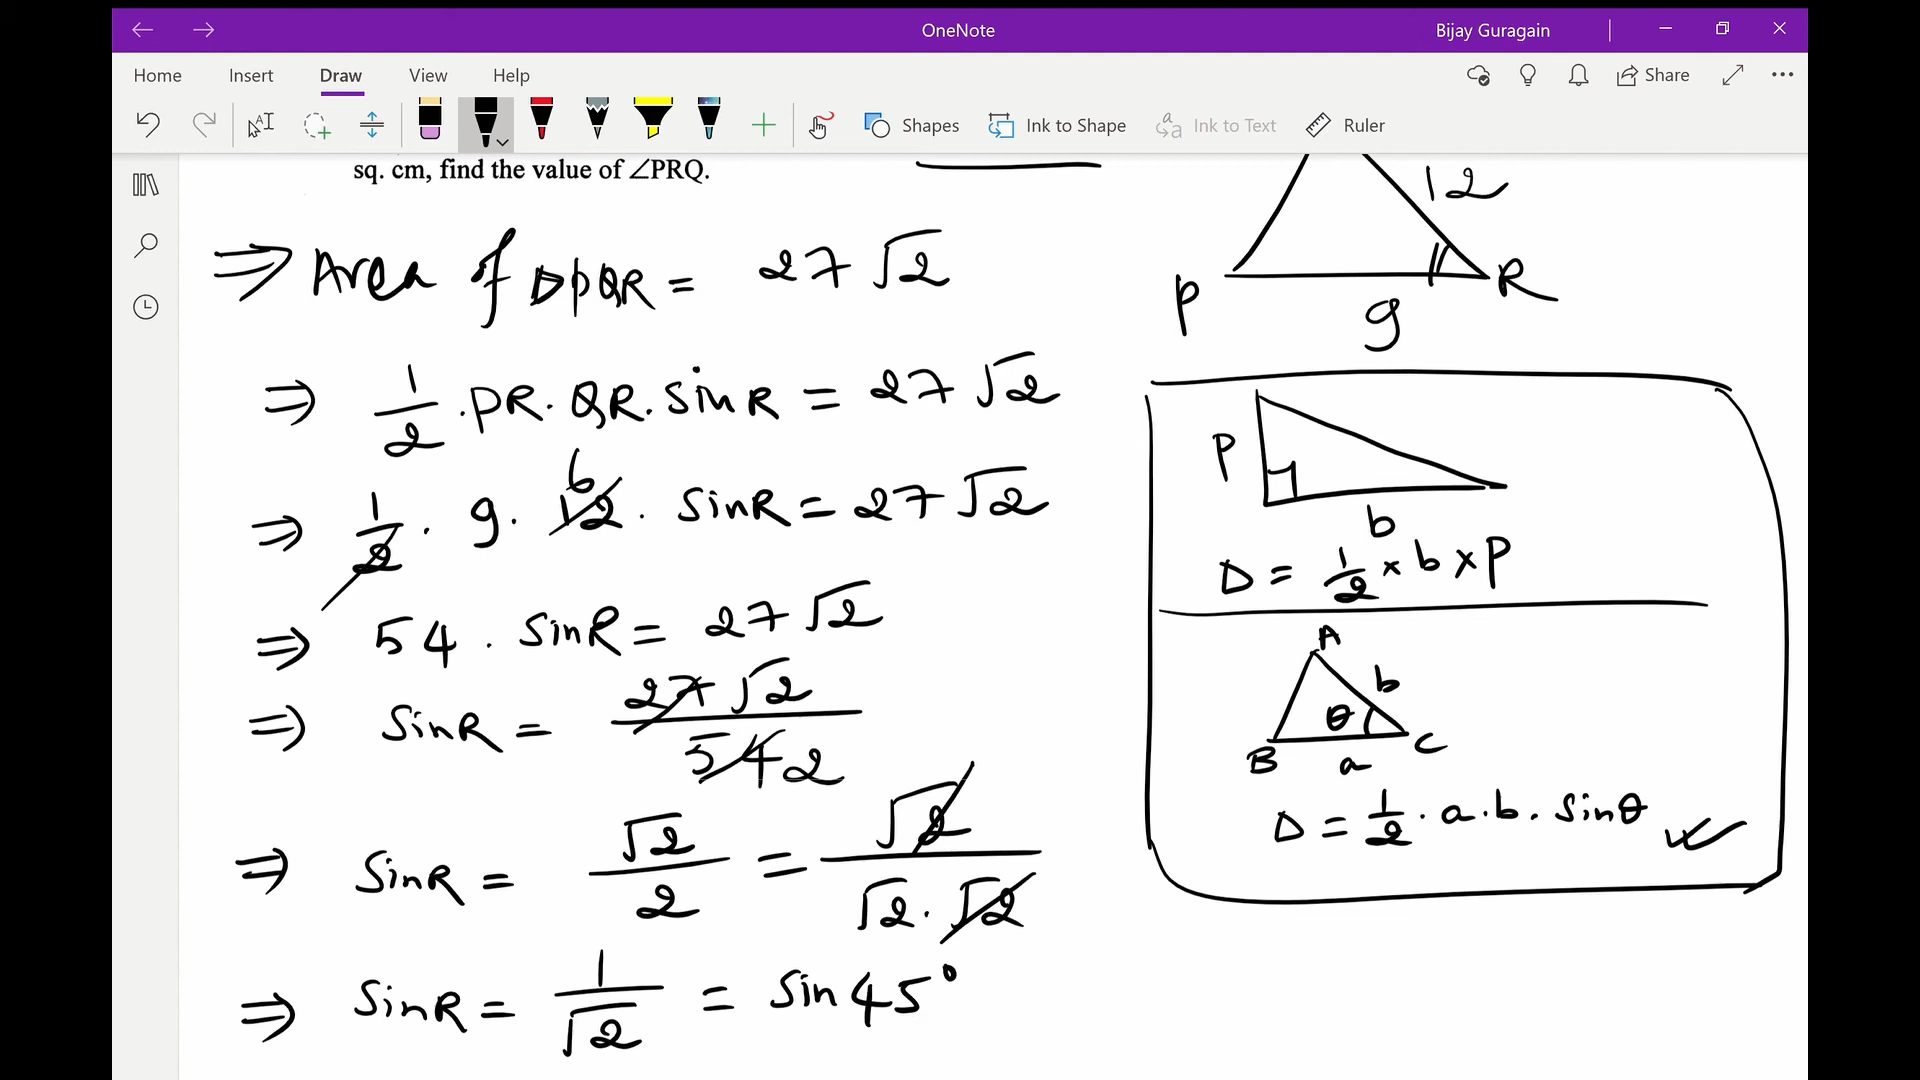 OneNote
Bijay Guragain
Home Insert Draw View Help
Share
Shapes Ink to Shape Ink to Text Ruler
sq. cm, find the value of ∠PRQ.
12
P R
9
⇒ Area of ΔPQR = 27√2
⇒ 1/2 . PR . QR . sinR = 27√2
6
⇒ 1/2 . 9 . 12 . sinR = 27√2
⇒ 54 . sinR = 27√2
⇒ sinR = 27√2/54 2
⇒ sinR = √2/2 = √2/√2.√2
⇒ sinR = 1/√2 = sin 45°
P
b
Δ = 1/2 × b × P
A
b
θ
B a C
Δ = 1/2 . a . b . sinθ